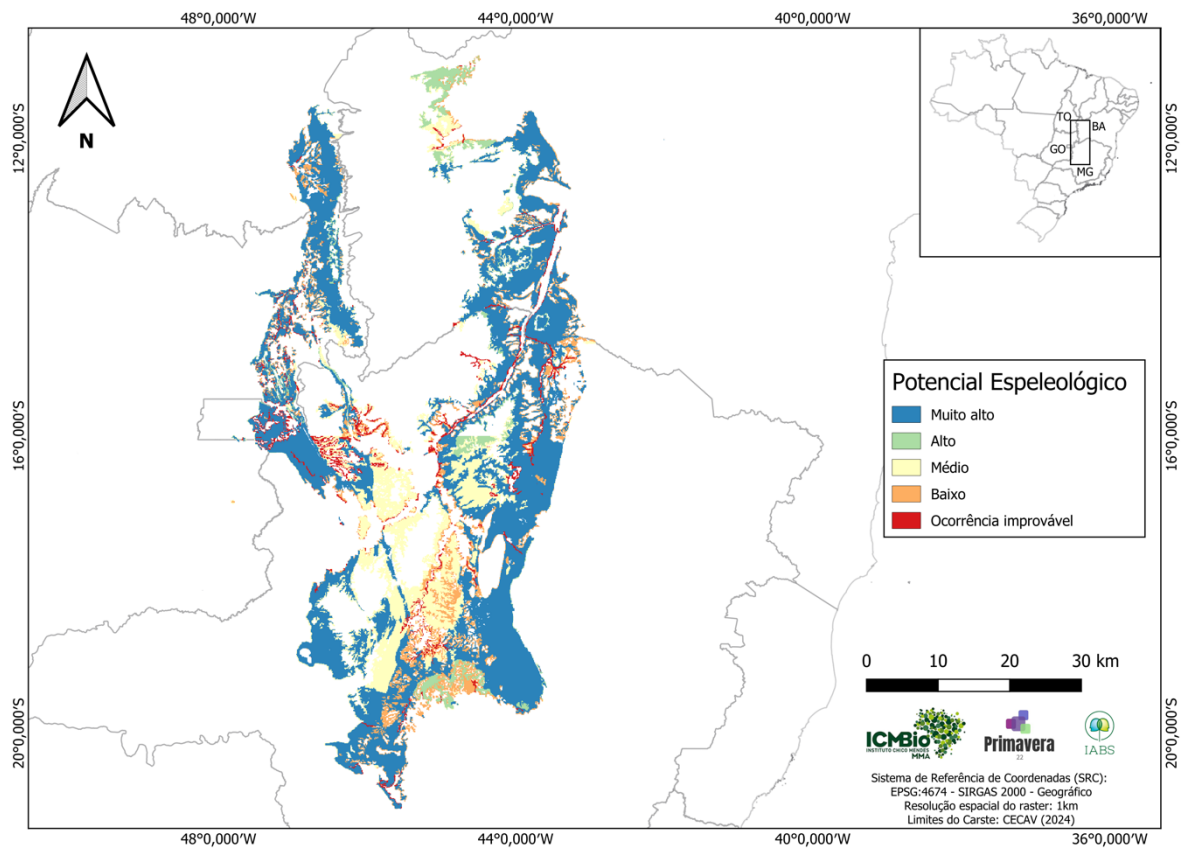 48°0,000'W 44°0,000'W 40°0,000'W 36°0,000'W
12°0,000'S
16°0,000'S
20°0,000'S
N
TO
BA
GO
MG
12°0,000'S
16°0,000'S
20°0,000'S
Potencial Espeleológico
Muito alto
Alto
Médio
Baixo
Ocorrência improvável
0 10 20 30 km
ICMBio
INSTITUTO CHICO MENDES
MMA
Primavera
22
IABS
Sistema de Referência de Coordenadas (SRC):
EPSG:4674 - SIRGAS 2000 - Geográfico
Resolução espacial do raster: 1km
Limites do Carste: CECAV (2024)
48°0,000'W 44°0,000'W 40°0,000'W 36°0,000'W